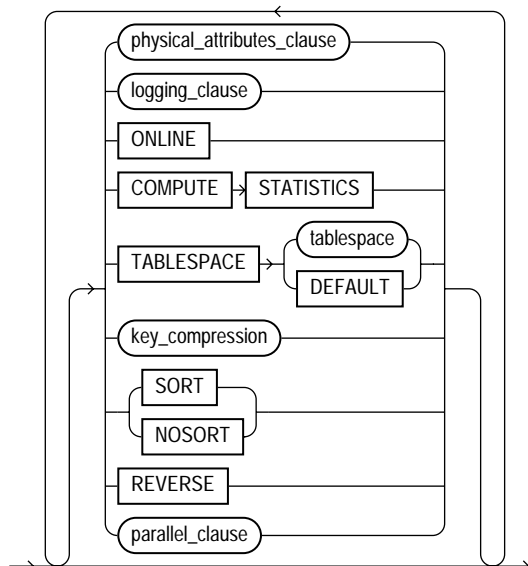 physical_attributes_clause
logging_clause
ONLINE
COMPUTE STATISTICS
tablespace
TABLESPACE
DEFAULT
key_compression
SORT
NOSORT
REVERSE
parallel_clause